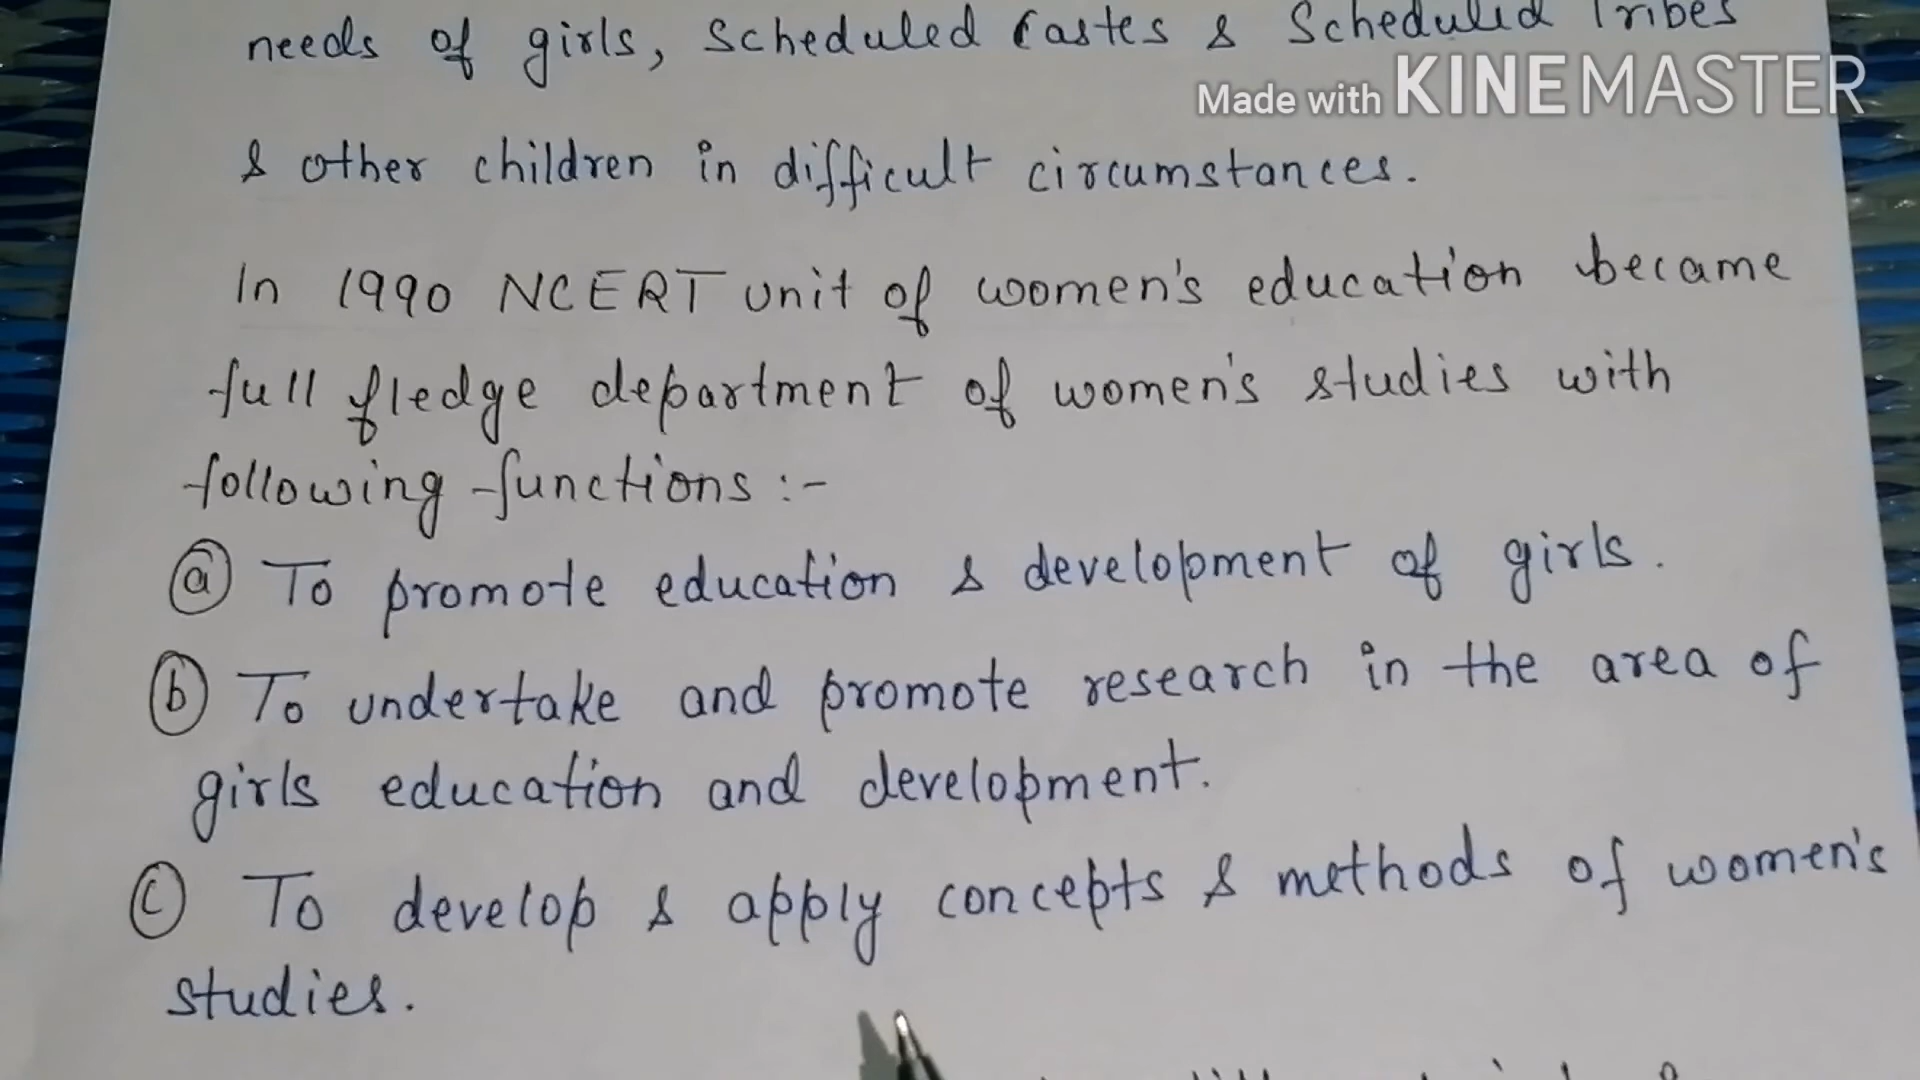 needs of girls, Scheduled Castes & Scheduled Tribes
Made with KINEMASTER
& other children in difficult circumstances.
In 1990 NCERT unit of women's education became
full fledge department of women's studies with
following functions :-
(a) To promote education & development of girls.
(b) To undertake and promote research in the area of
girls education and development.
(c) To develop & apply concepts & methods of women's
studies.